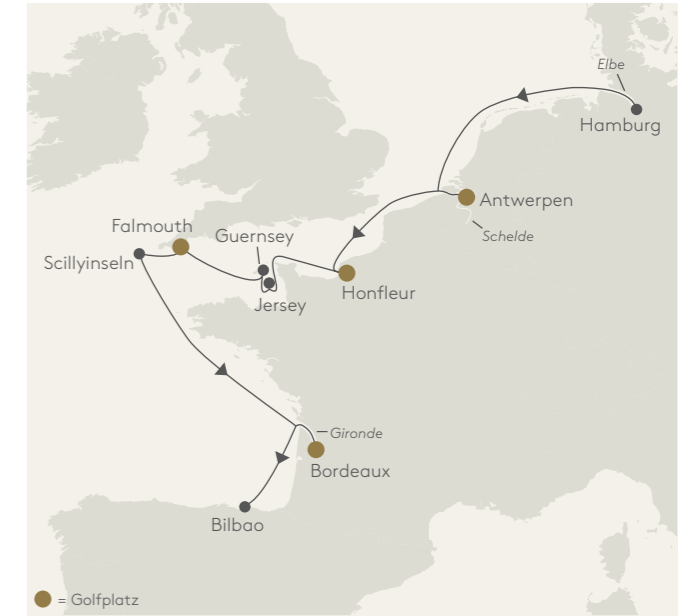 Elbe
Hamburg
Antwerpen
Schelde
Falmouth
Guernsey
Scillyinseln
Jersey
Honfleur
Gironde
Bordeaux
Bilbao
= Golfplatz